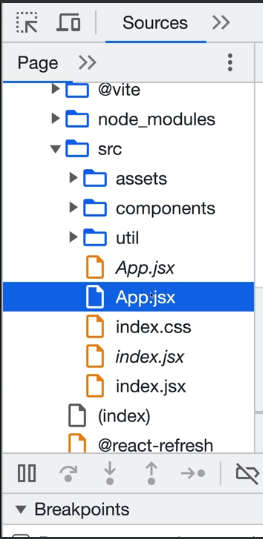 Sources
Page
@vite
node_modules
src
assets
components
util
App.jsx
App.jsx
index.css
index.jsx
index.jsx
(index)
@react-refresh
Breakpoints